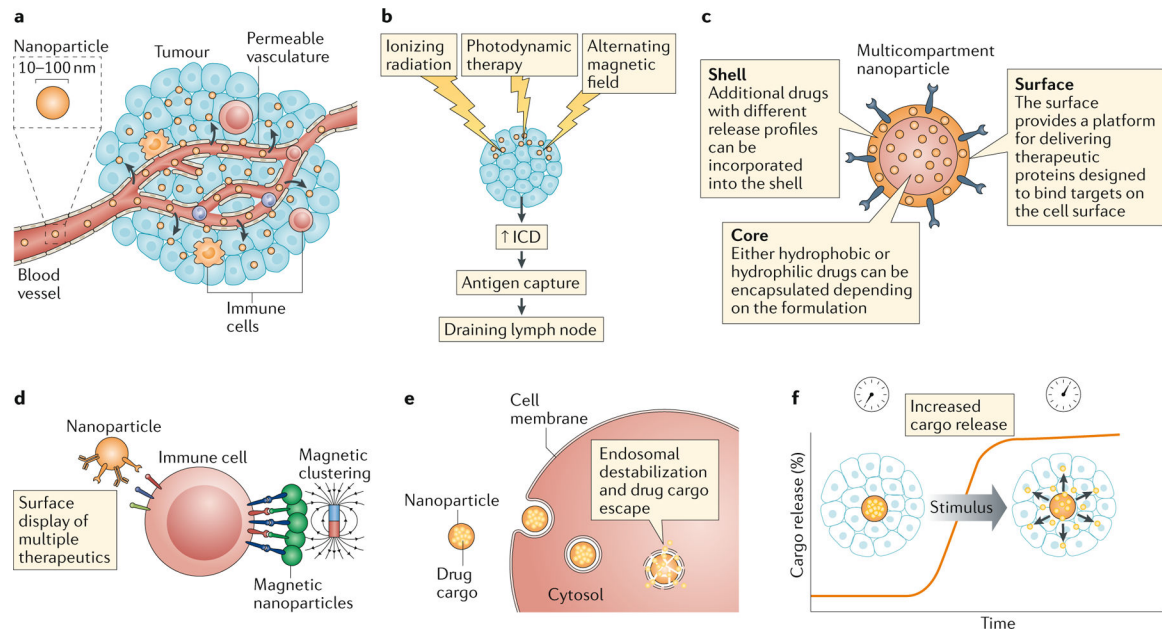 a
Nanoparticle
10–100 nm
Tumour
Permeable
vasculature
Blood
vessel
Immune
cells
b
Ionizing
radiation
Photodynamic
therapy
Alternating
magnetic
field
↑ ICD
Antigen capture
Draining lymph node
c
Multicompartment
nanoparticle
Shell
Additional drugs
with different
release profiles
can be
incorporated
into the shell
Surface
The surface
provides a platform
for delivering
therapeutic
proteins designed
to bind targets on
the cell surface
Core
Either hydrophobic or
hydrophilic drugs can be
encapsulated depending
on the formulation
d
Nanoparticle
Immune cell
Magnetic
clustering
Surface
display of
multiple
therapeutics
Magnetic
nanoparticles
e
Cell
membrane
Endosomal
destabilization
and drug cargo
escape
Nanoparticle
Drug
cargo
Cytosol
f
Increased
cargo release
Cargo release (%)
Stimulus
Time